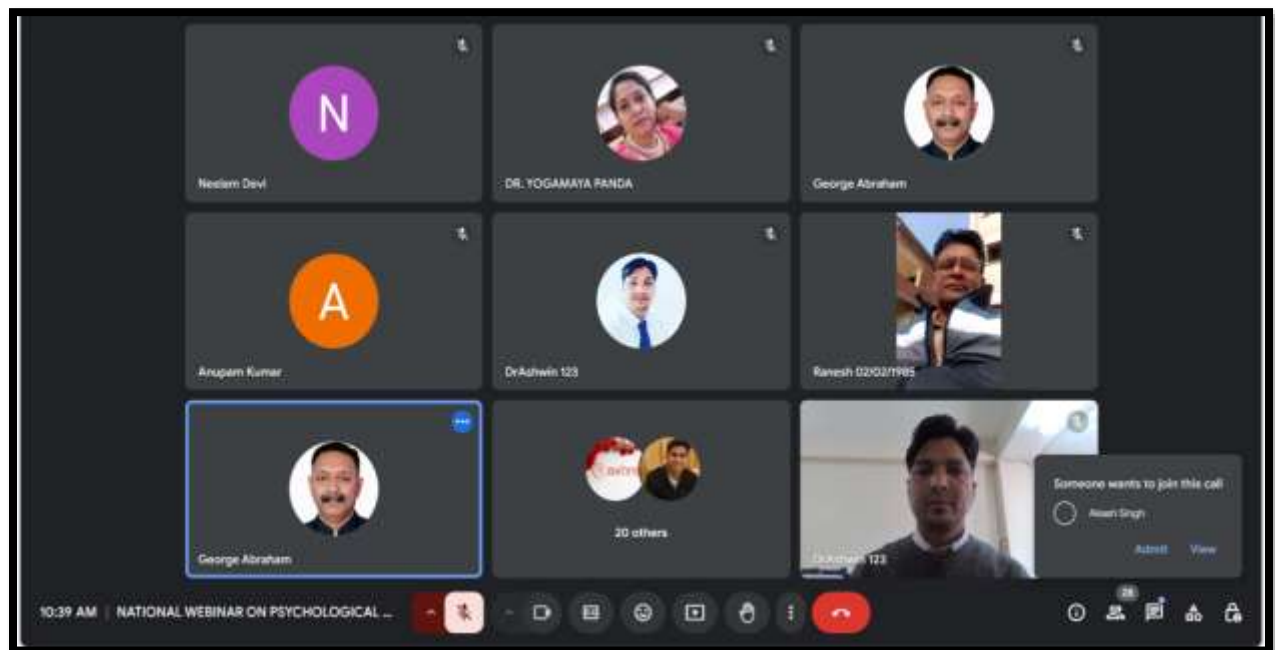 N
Neelam Devi
DR. YOGAMAYA PANDA
George Abraham
A
Anupam Kumar
DrAshwin 123
Ranesh 02/02/1985
George Abraham
20 others
DrAshwin 123
Someone wants to join this call
Singh
Admit View
10:39 AM | NATIONAL WEBINAR ON PSYCHOLOGICAL ...
28